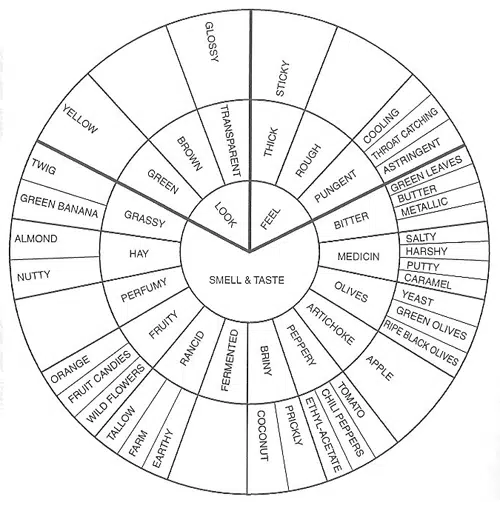 LOOK
FEEL
SMELL & TASTE
GREEN
BROWN
TRANSPARENT
THICK
ROUGH
PUNGENT
BITTER
MEDICIN
OLIVES
ARTICHOKE
PEPPERY
BRINY
FERMENTED
RANCID
FRUITY
PERFUMY
HAY
GRASSY
YELLOW
GLOSSY
STICKY
COOLING
THROAT CATCHING
ASTRINGENT
GREEN LEAVES
BUTTER
METALLIC
SALTY
HARSHY
PUTTY
CARAMEL
YEAST
GREEN OLIVES
RIPE BLACK OLIVES
APPLE
TOMATO
CHILI PEPPERS
ETHYL-ACETATE
PRICKLY
COCONUT
EARTHY
FARM
TALLOW
WILD FLOWERS
FRUIT CANDIES
ORANGE
NUTTY
ALMOND
GREEN BANANA
TWIG